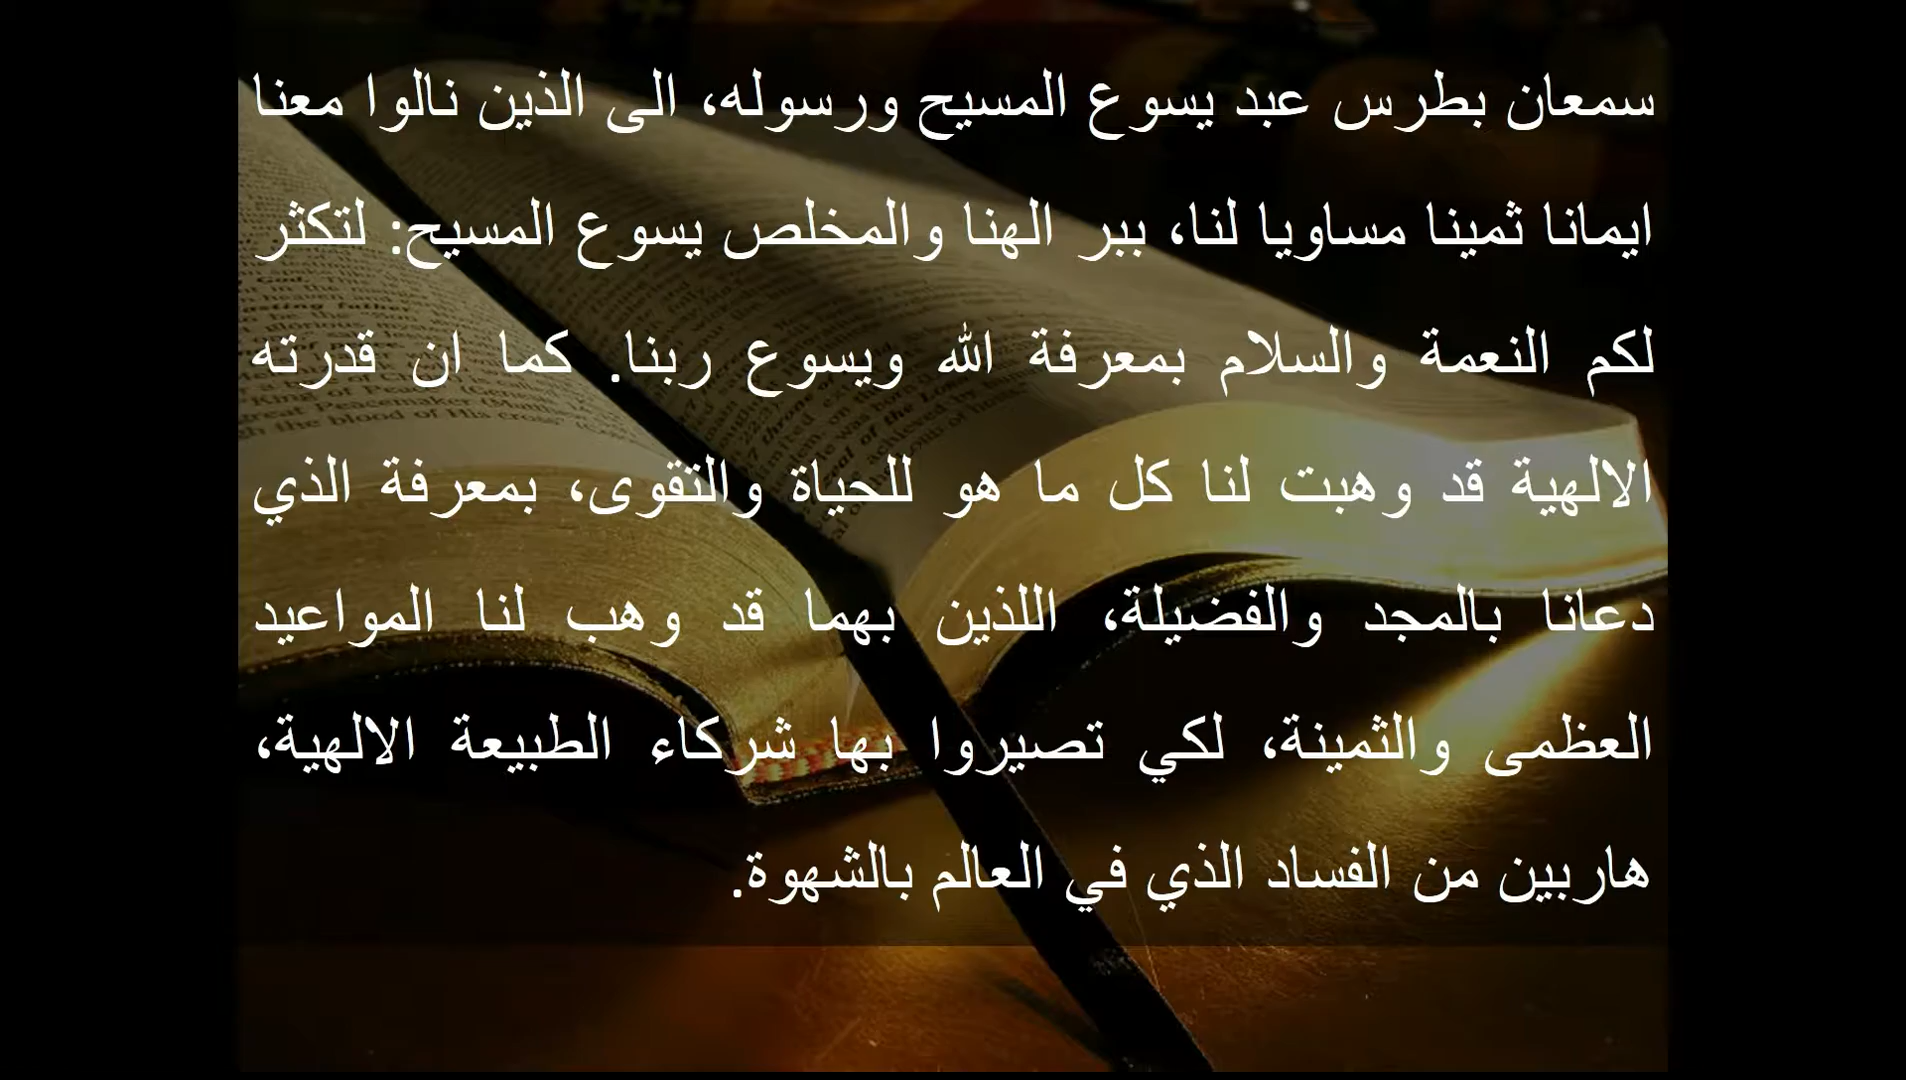 سمعان بطرس عبد يسوع المسيح ورسوله، الى الذين نالوا معنا
ايمانا ثمينا مساويا لنا، ببر الهنا والمخلص يسوع المسيح: لتكثر
لكم النعمة والسلام بمعرفة الله ويسوع ربنا. كما ان قدرته
الالهية قد وهبت لنا كل ما هو للحياة والتقوى، بمعرفة الذي
دعانا بالمجد والفضيلة، اللذين بهما قد وهب لنا المواعيد
العظمى والثمينة، لكي تصيروا بها شركاء الطبيعة الالهية،
هاربين من الفساد الذي في العالم بالشهوة.